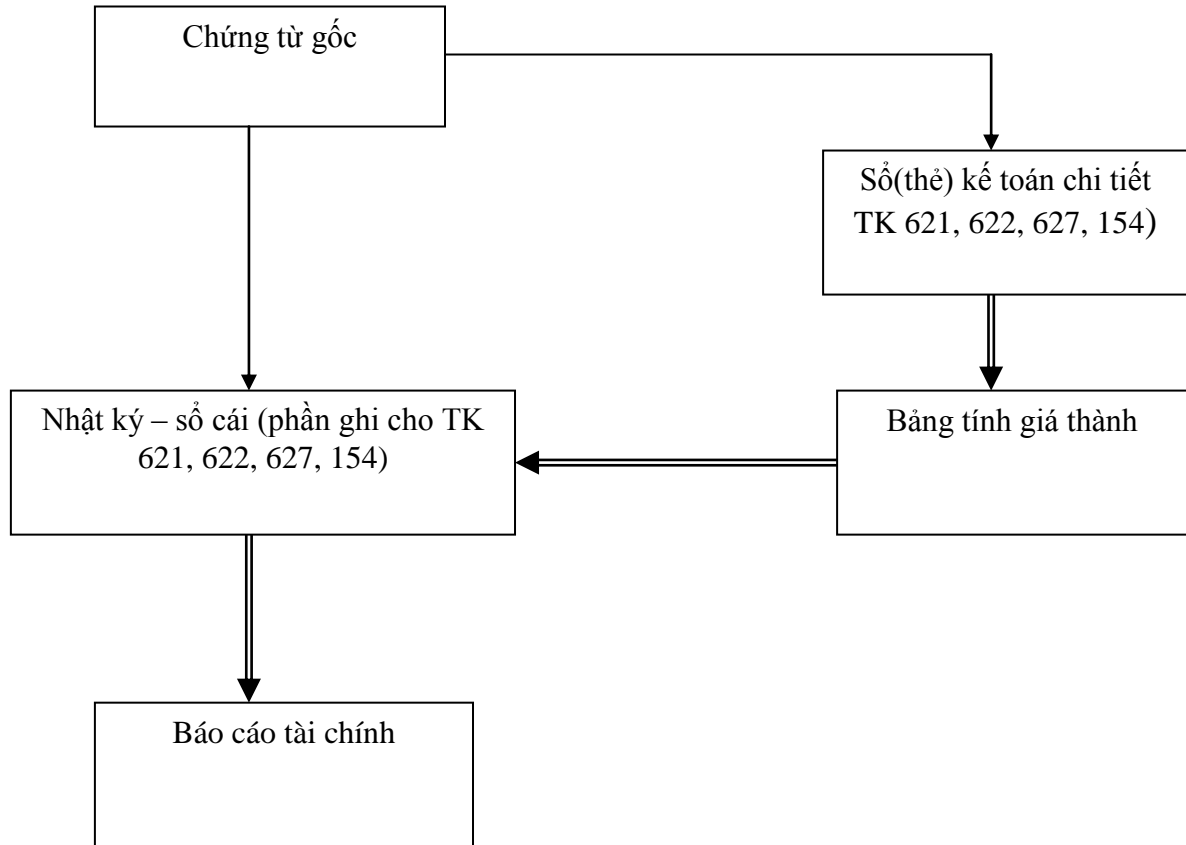 Chứng từ gốc
Sổ(thẻ) kế toán chi tiết
TK 621, 622, 627, 154)
Nhật ký – sổ cái (phần ghi cho TK
621, 622, 627, 154)
Bảng tính giá thành
Báo cáo tài chính